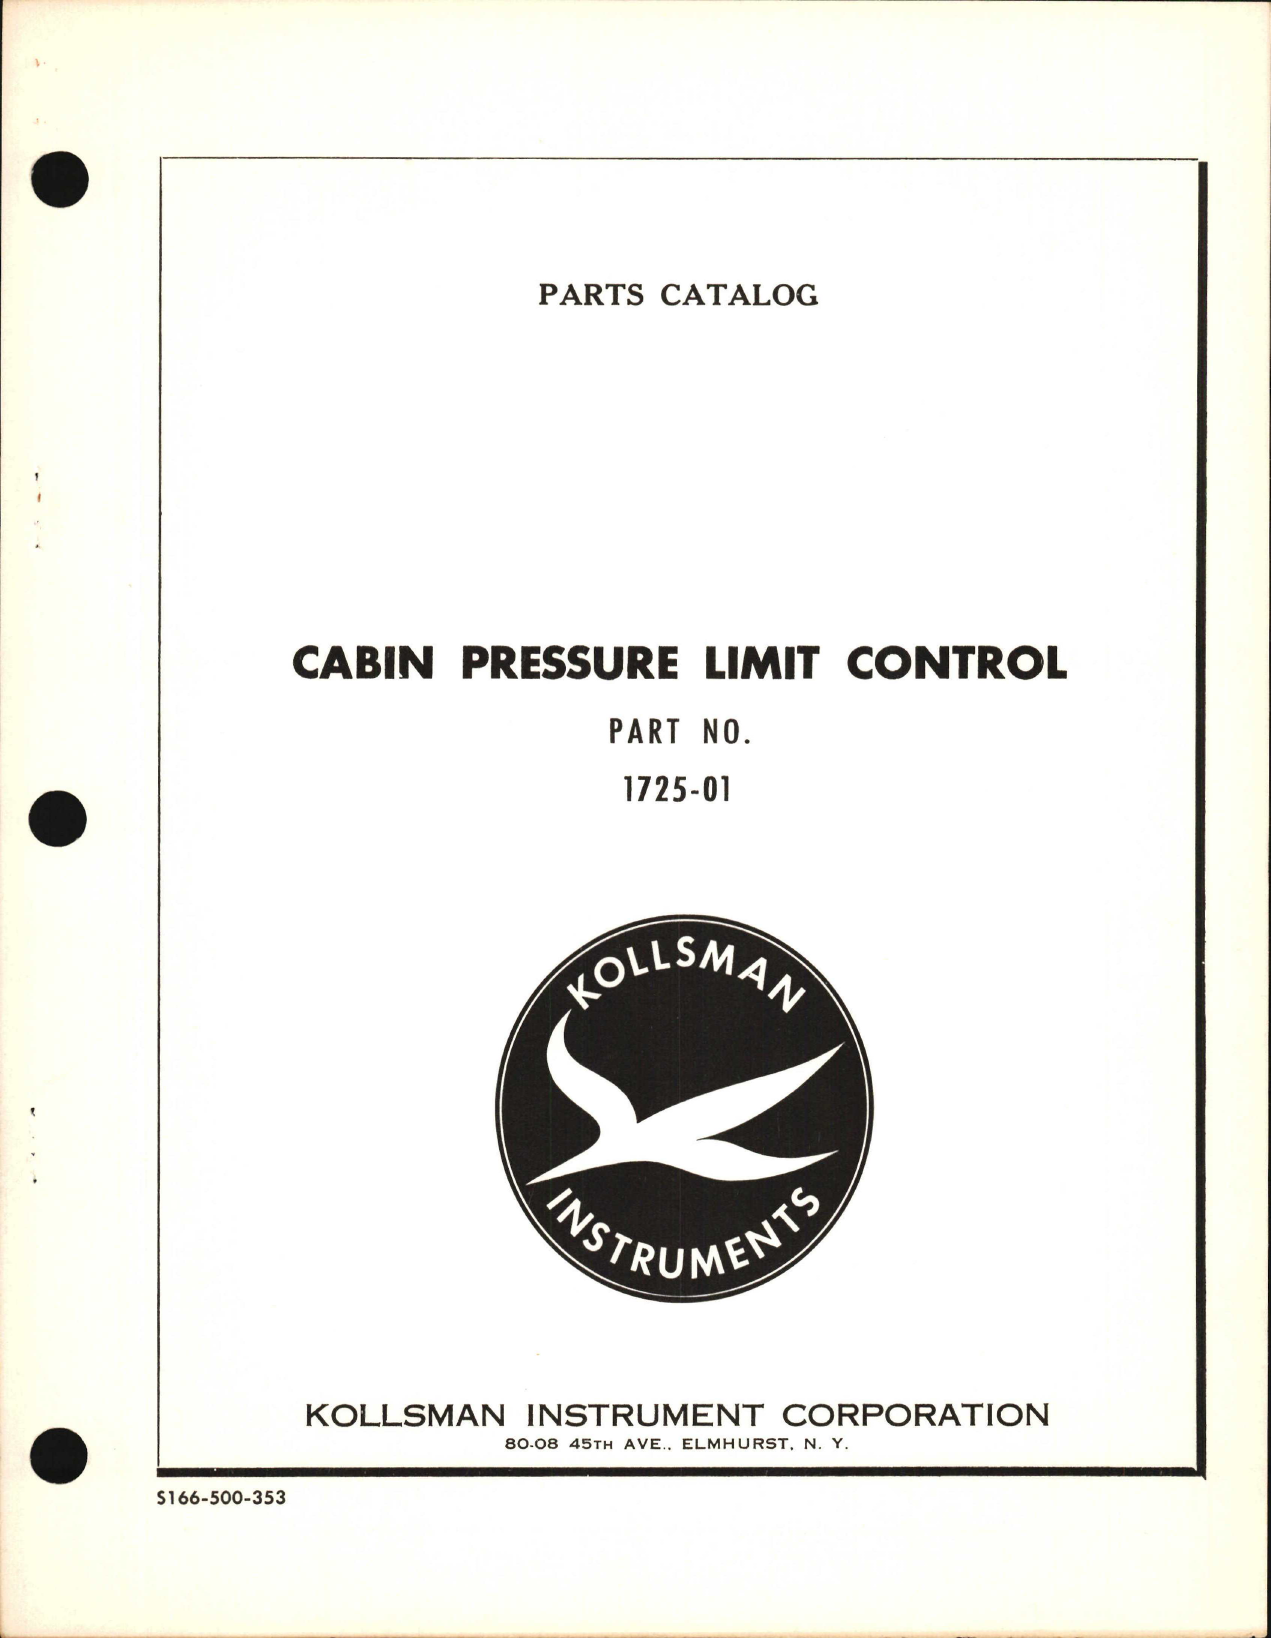 PARTS CATALOG
CABIN PRESSURE LIMIT CONTROL
PART NO.
1725-01
KOLLSMAN
INSTRUMENTS
KOLLSMAN INSTRUMENT CORPORATION
80-08 45TH AVE., ELMHURST, N. Y.
S166-500-353